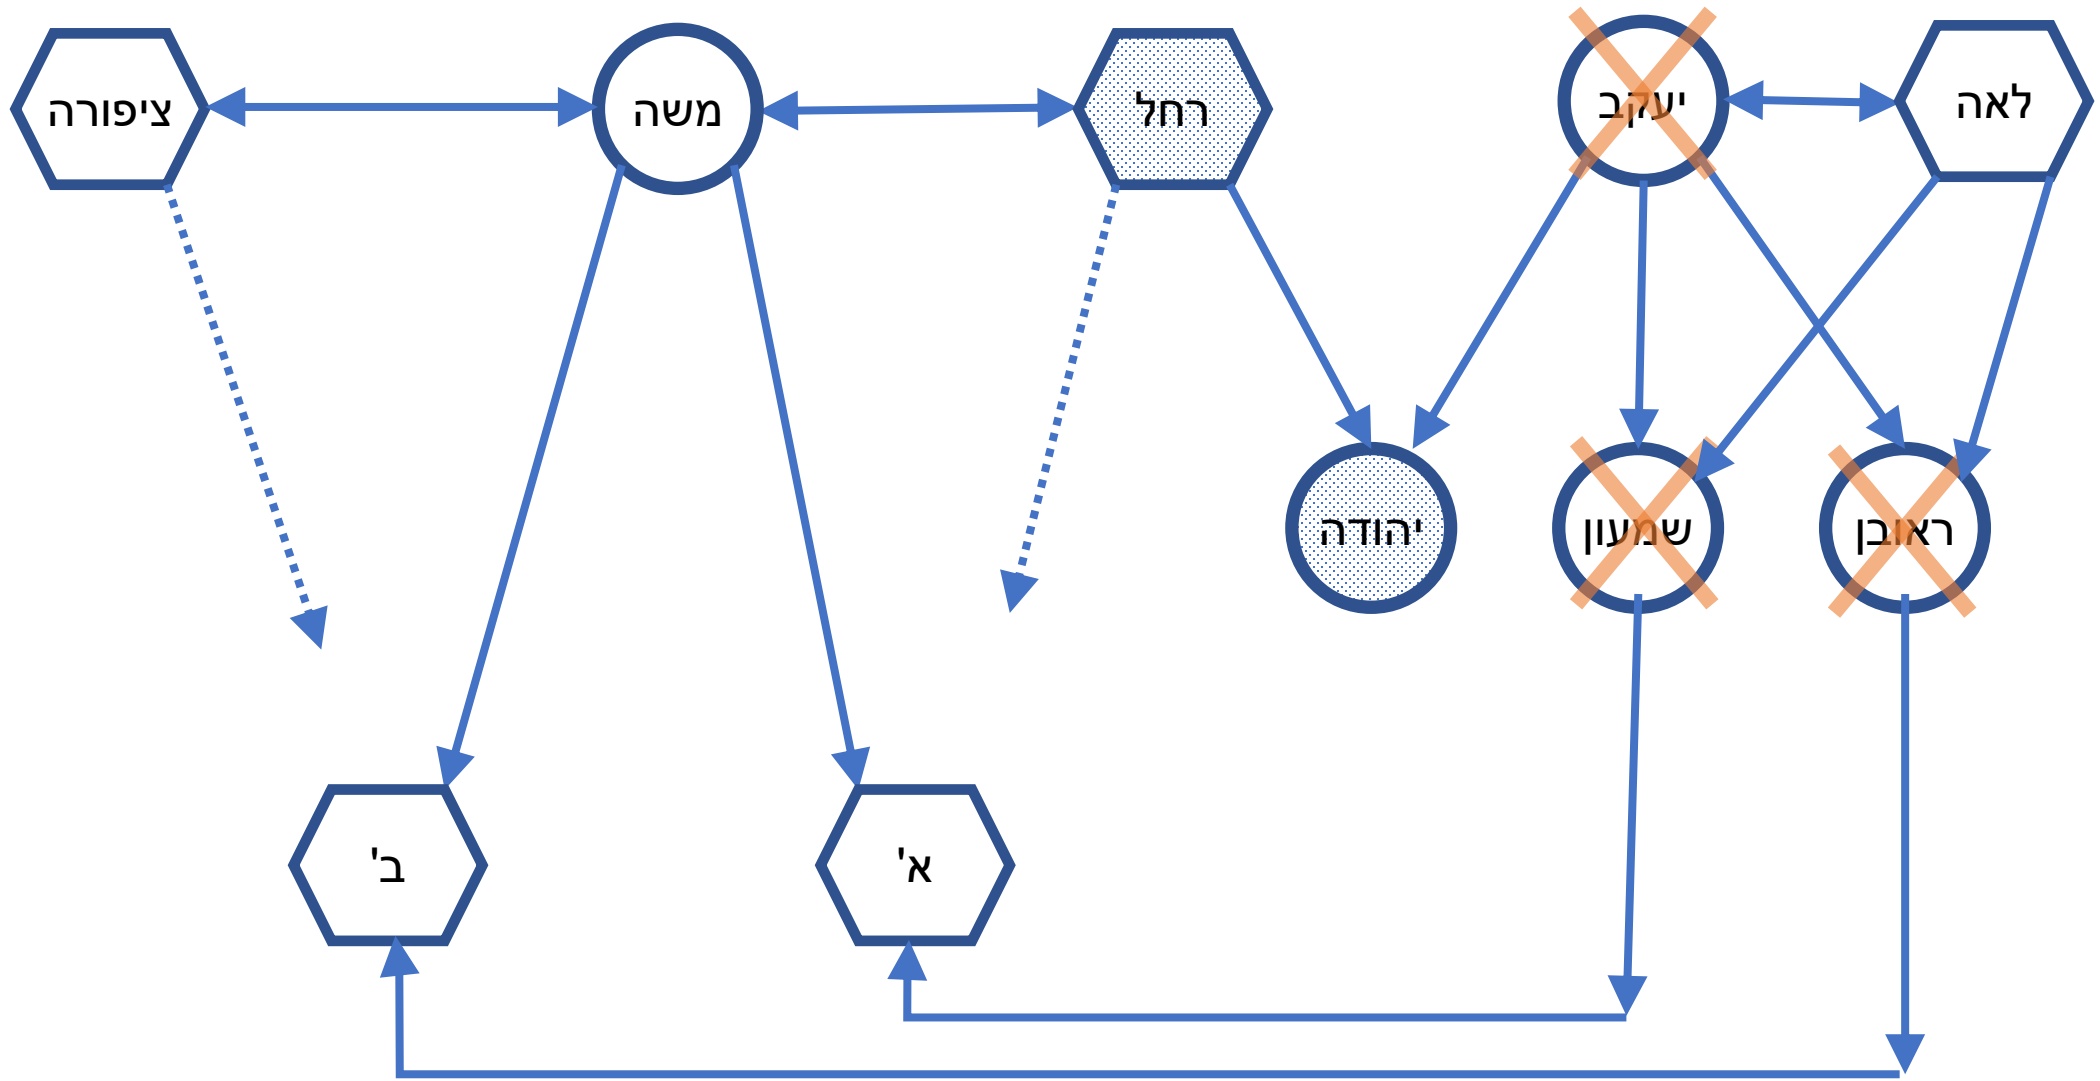 לאה
יעקב
רחל
משה
ציפורה
ראובן
שמעון
יהודה
א'
ב'